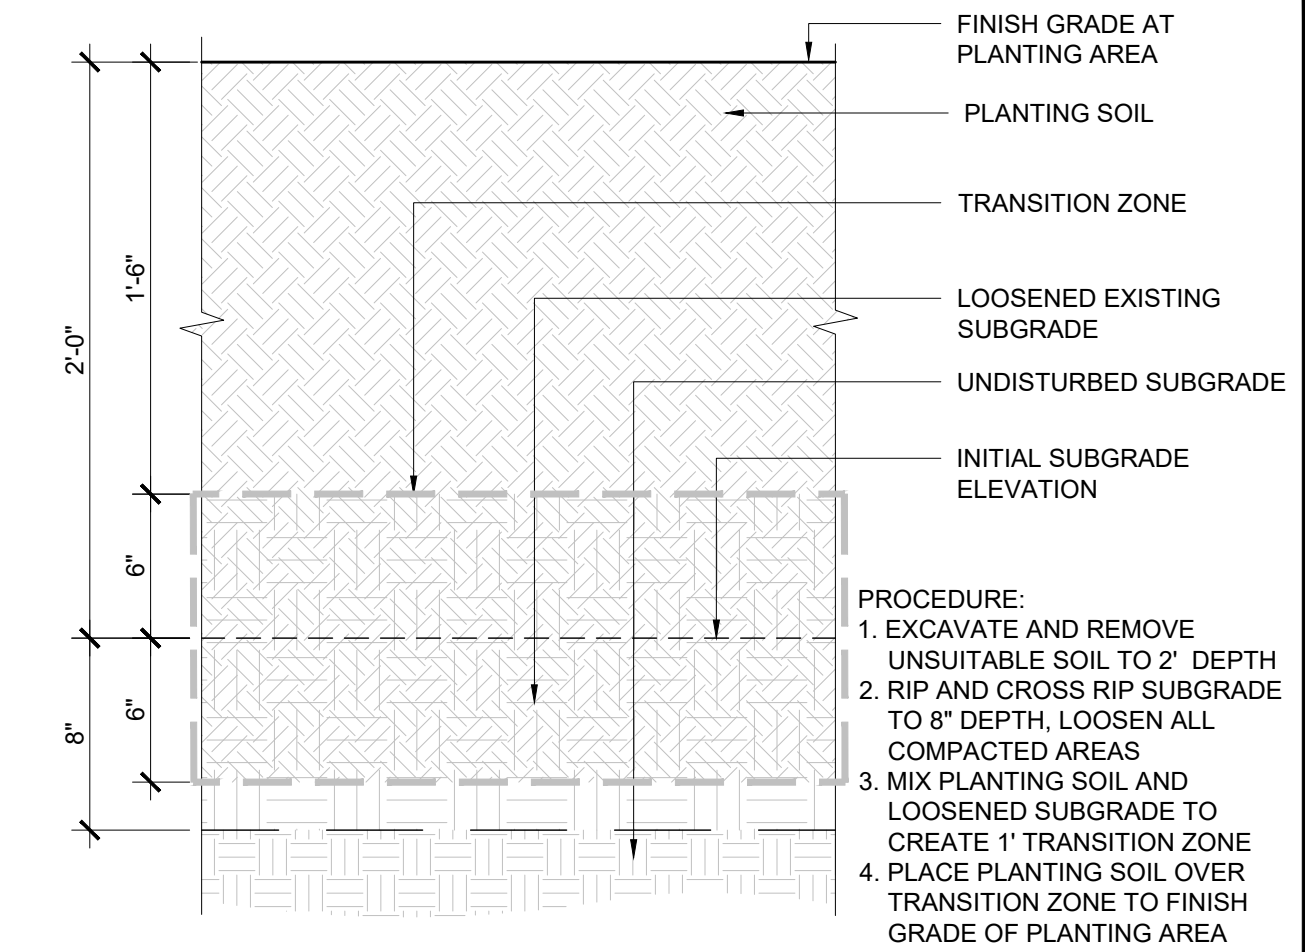 FINISH GRADE AT
PLANTING AREA
PLANTING SOIL
TRANSITION ZONE
LOOSENED EXISTING
SUBGRADE
UNDISTURBED SUBGRADE
INITIAL SUBGRADE
ELEVATION
2'-0"
1'-6"
6"
6"
8"
PROCEDURE:
1. EXCAVATE AND REMOVE
UNSUITABLE SOIL TO 2' DEPTH
2. RIP AND CROSS RIP SUBGRADE
TO 8" DEPTH, LOOSEN ALL
COMPACTED AREAS
3. MIX PLANTING SOIL AND
LOOSENED SUBGRADE TO
CREATE 1' TRANSITION ZONE
4. PLACE PLANTING SOIL OVER
TRANSITION ZONE TO FINISH
GRADE OF PLANTING AREA